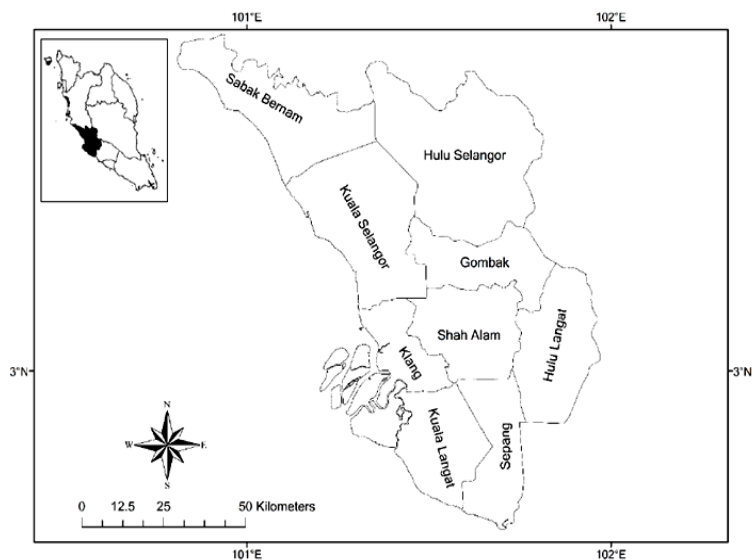 101°E 102°E
Sabak Bernam
Hulu Selangor
Kuala Selangor
Gombak
Shah Alam
Hulu Langat
Klang
3°N 3°N
Kuala Langat
Sepang
N
W E
S
0 12.5 25 50 Kilometers
101°E 102°E